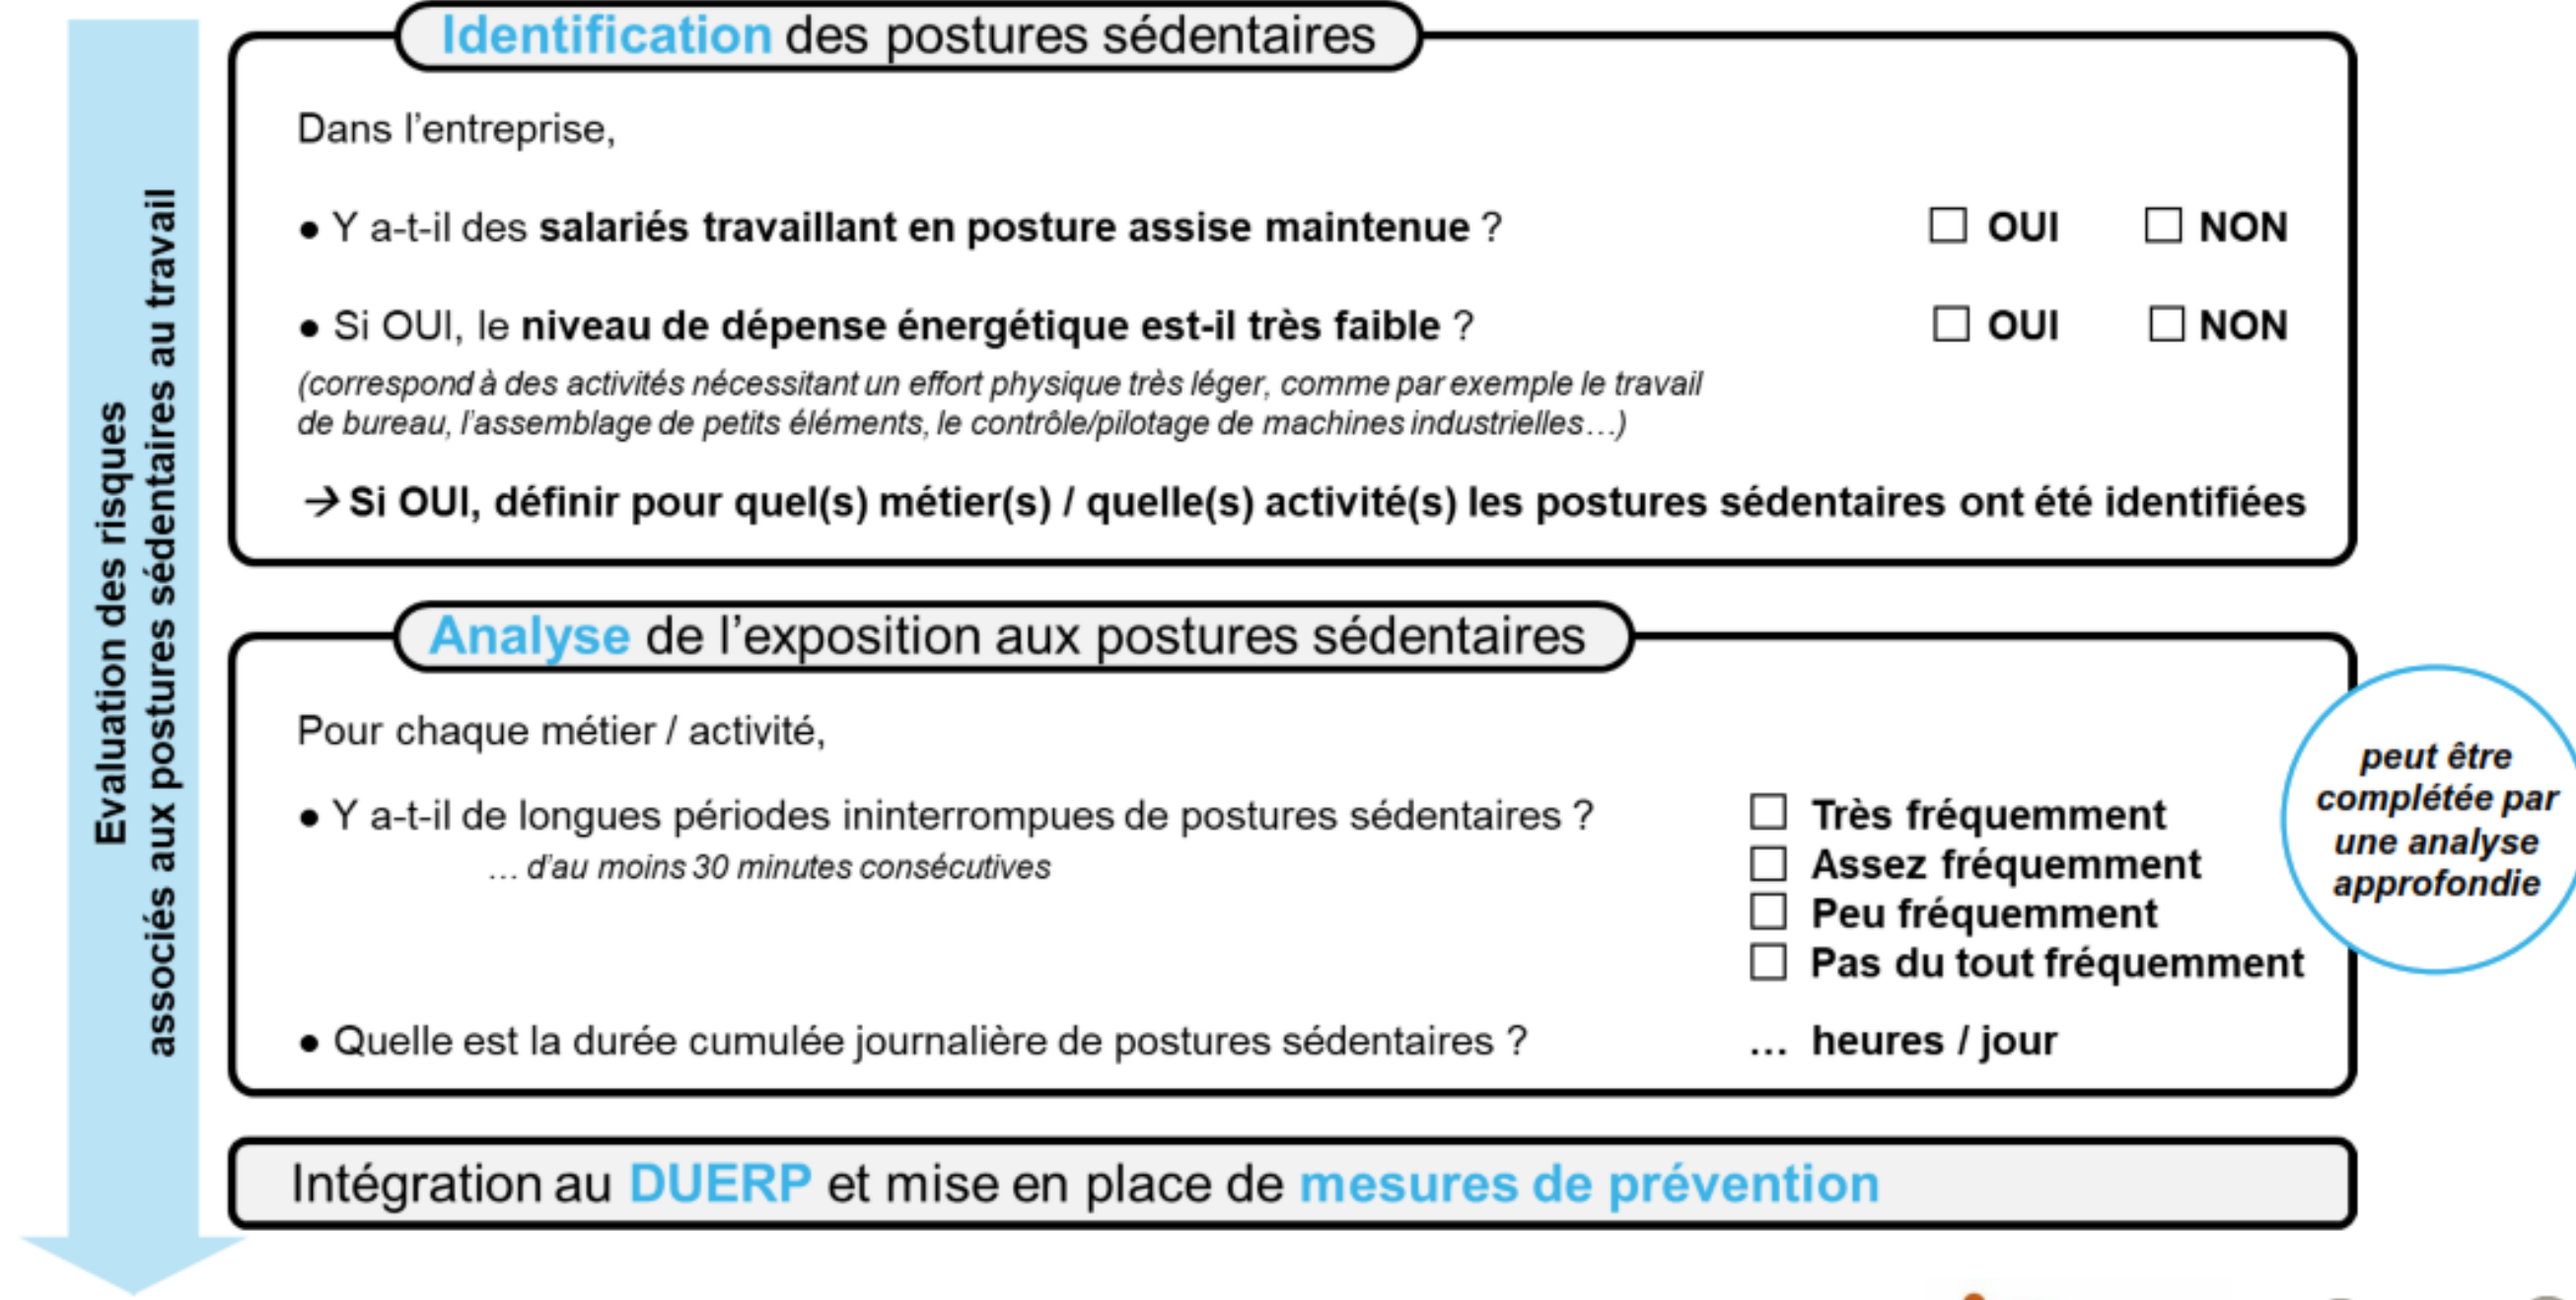 Evaluation des risques
associés aux postures sédentaires au travail
Identification des postures sédentaires
Dans l’entreprise,
● Y a-t-il des salariés travaillant en posture assise maintenue ? ☐ OUI ☐ NON
● Si OUI, le niveau de dépense énergétique est-il très faible ? ☐ OUI ☐ NON
(correspond à des activités nécessitant un effort physique très léger, comme par exemple le travail
de bureau, l’assemblage de petits éléments, le contrôle/pilotage de machines industrielles…)
→ Si OUI, définir pour quel(s) métier(s) / quelle(s) activité(s) les postures sédentaires ont été identifiées
Analyse de l’exposition aux postures sédentaires
Pour chaque métier / activité,
● Y a-t-il de longues périodes ininterrompues de postures sédentaires ? ☐ Très fréquemment
… d’au moins 30 minutes consécutives
☐ Assez fréquemment
☐ Peu fréquemment
☐ Pas du tout fréquemment
● Quelle est la durée cumulée journalière de postures sédentaires ? … heures / jour
peut être
complétée par
une analyse
approfondie
Intégration au DUERP et mise en place de mesures de prévention